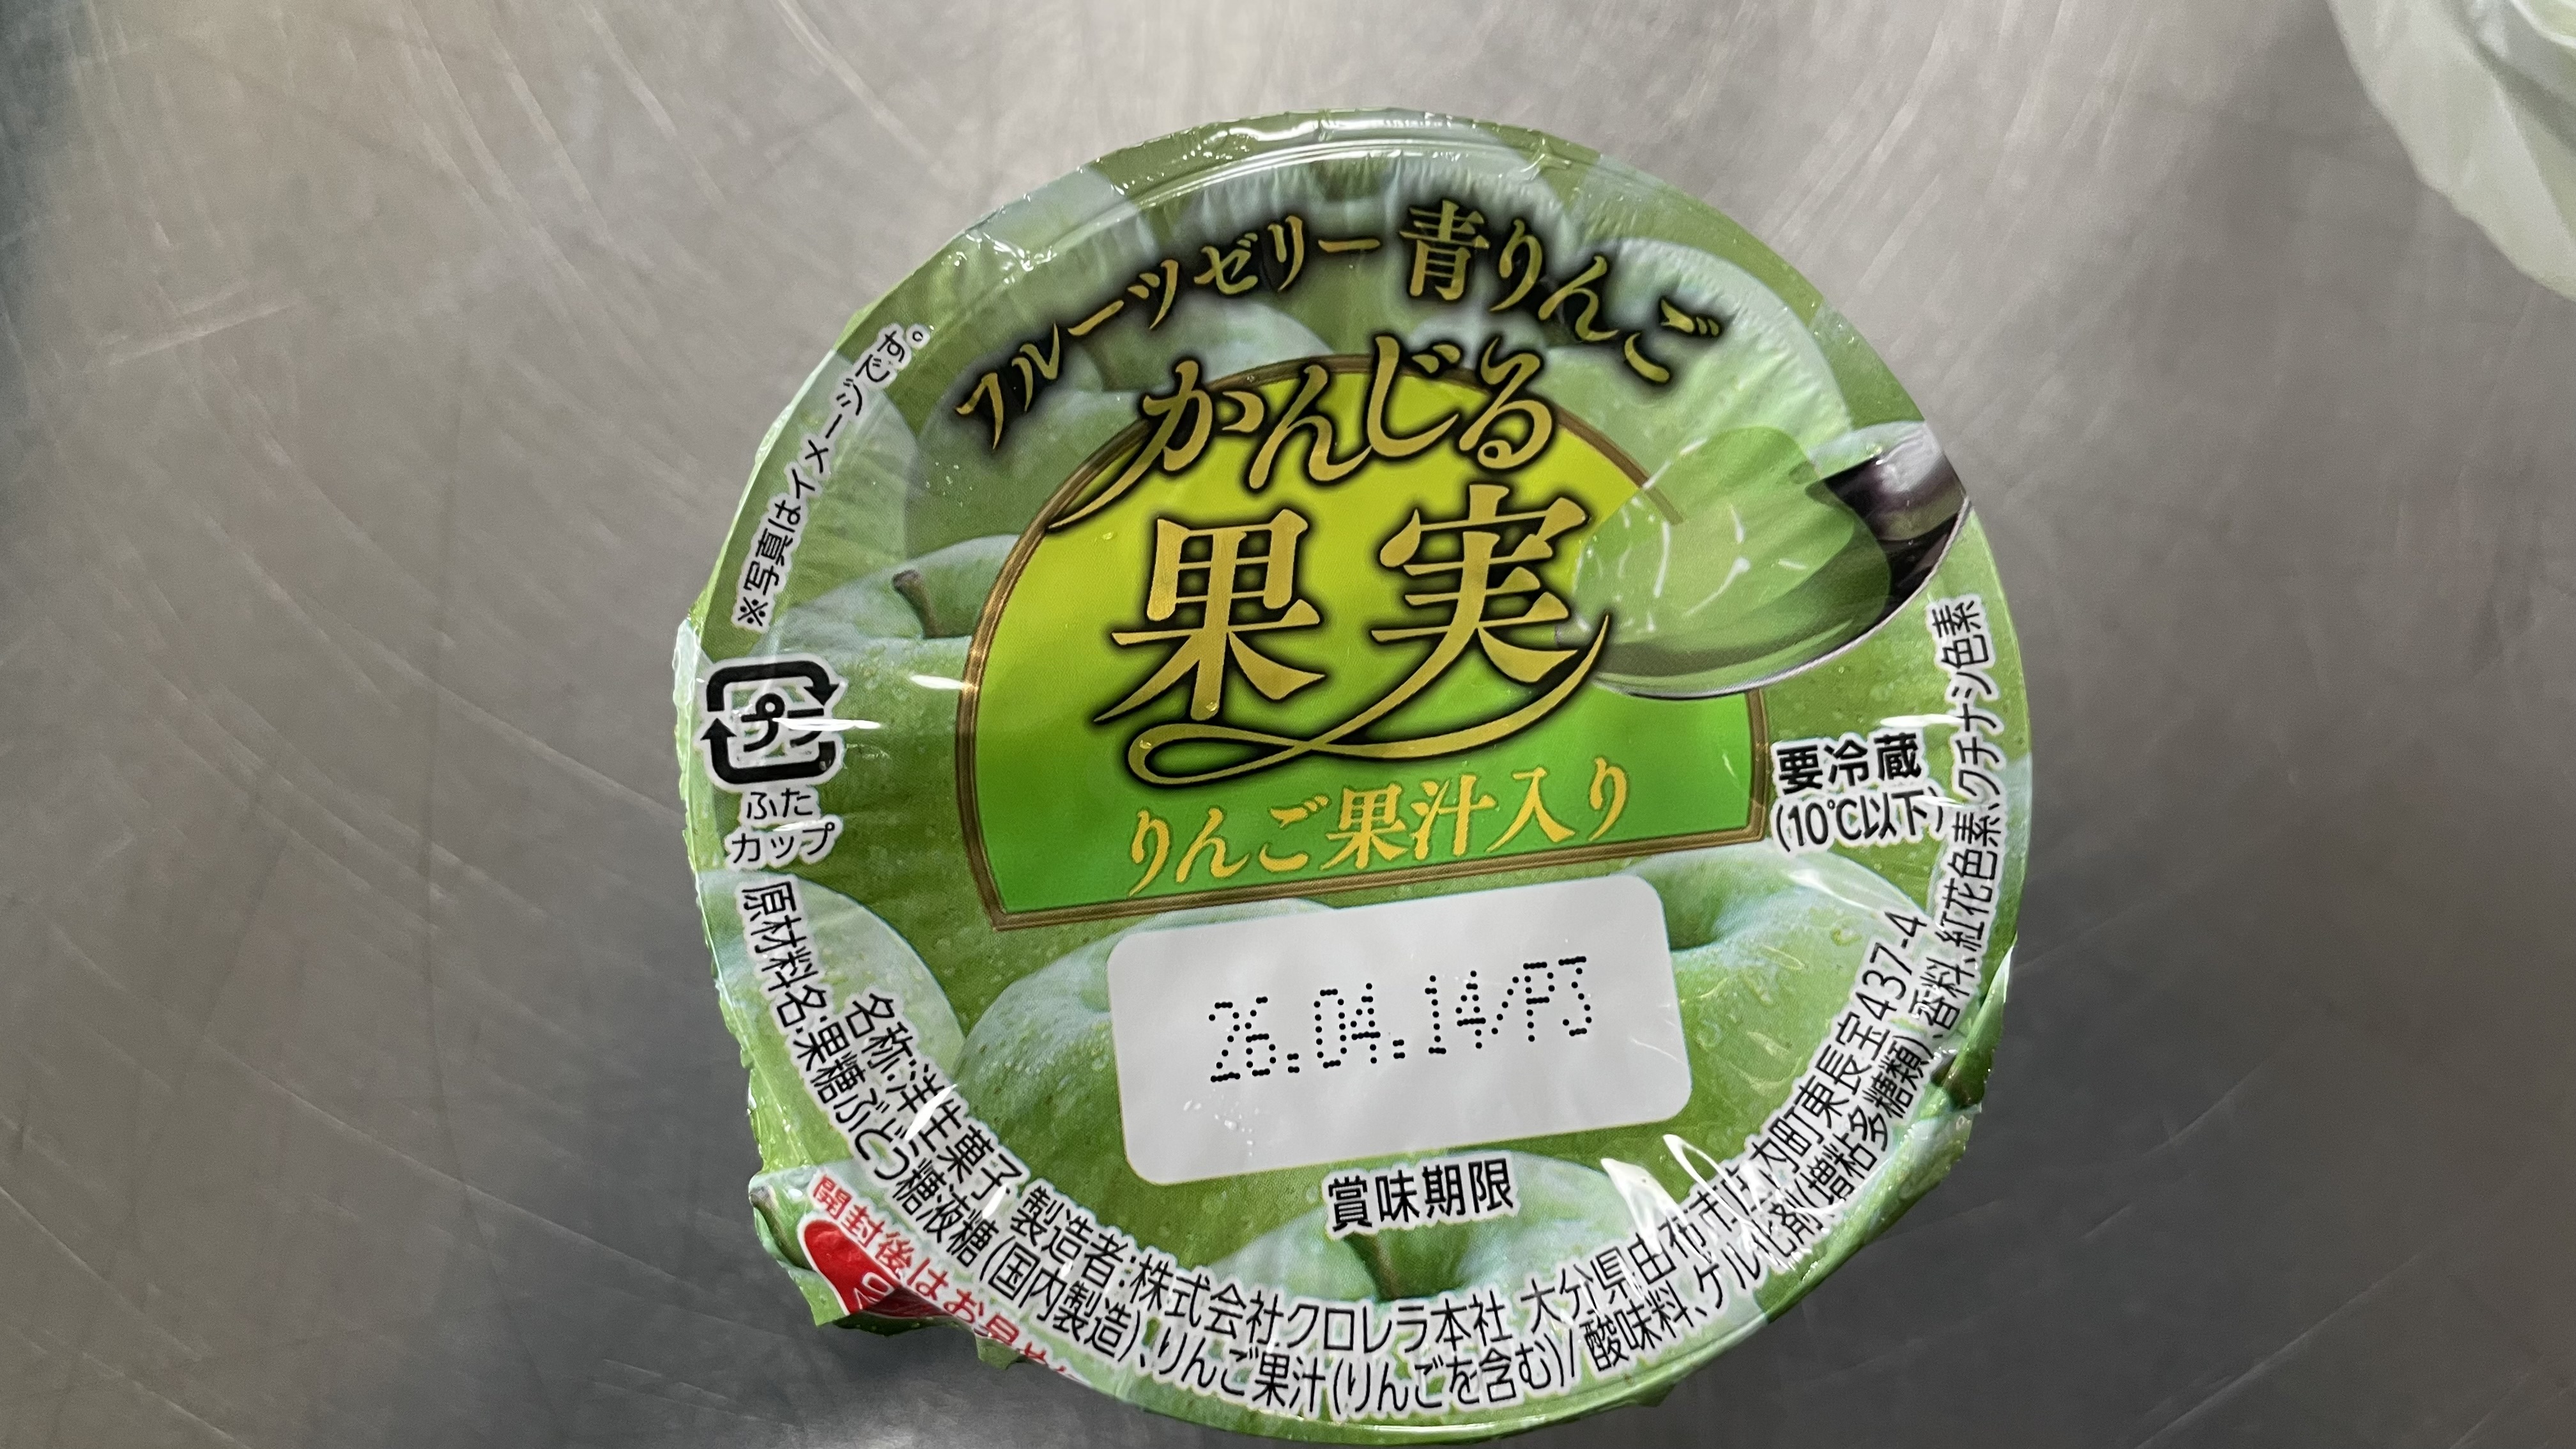 フルーツゼリー 青りんご
かんじる
果実
りんご果汁入り
※写真はイメージです。
プラ
ふた
カップ
要冷蔵
(10℃以下)
26.04.14/P3
賞味期限
名称:洋生菓子 製造者:株式会社クロレラ本社 大分県由布市庄内町東長宝437-4
原材料名:果糖ぶどう糖液糖(国内製造)、りんご果汁(りんごを含む)/酸味料、ゲル化剤(増粘多糖類)、香料、紅花色素、クチナシ色素
開封後はお早め